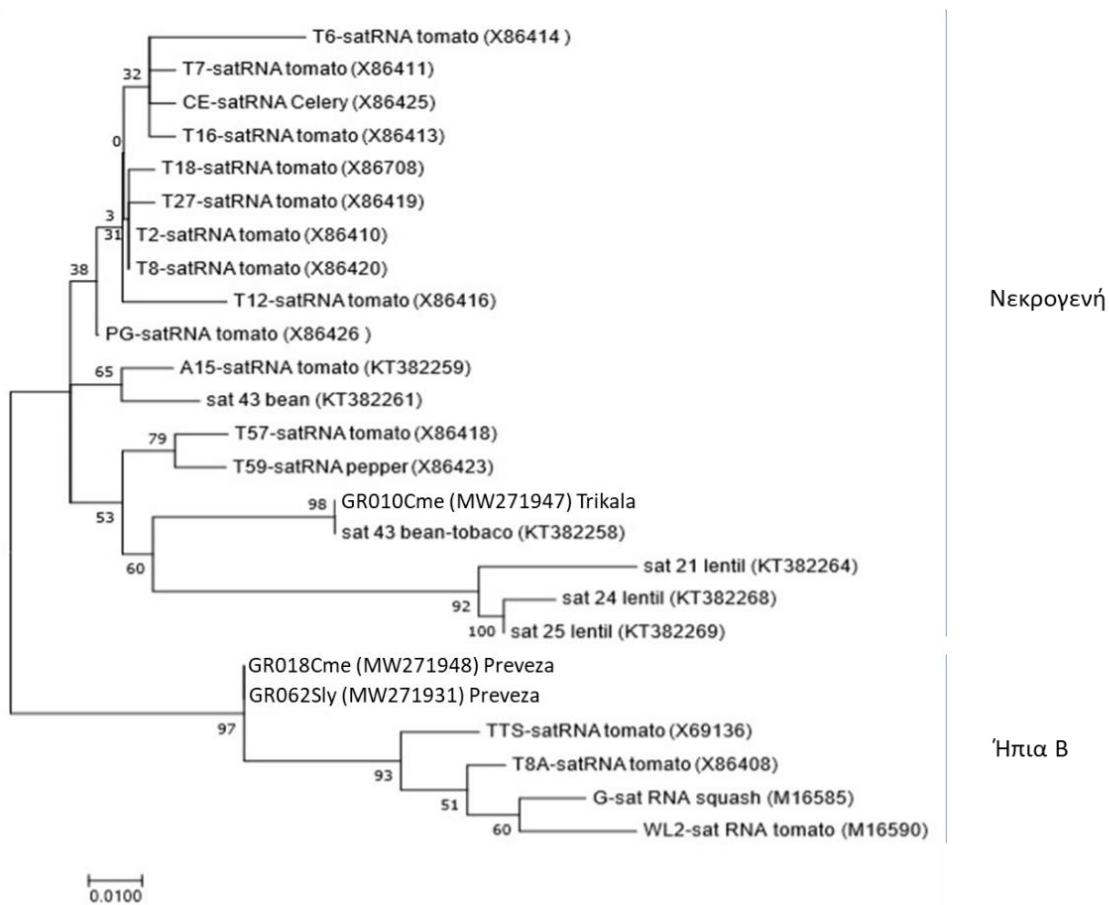 T6-satRNA tomato (X86414 )
32
T7-satRNA tomato (X86411)
CE-satRNA Celery (X86425)
T16-satRNA tomato (X86413)
0
T18-satRNA tomato (X86708)
T27-satRNA tomato (X86419)
3
31
T2-satRNA tomato (X86410)
38
T8-satRNA tomato (X86420)
T12-satRNA tomato (X86416)
Νεκρογενή
PG-satRNA tomato (X86426 )
65
A15-satRNA tomato (KT382259)
sat 43 bean (KT382261)
79
T57-satRNA tomato (X86418)
T59-satRNA pepper (X86423)
98
GR010Cme (MW271947) Trikala
53
sat 43 bean-tobaco (KT382258)
60
sat 21 lentil (KT382264)
92
sat 24 lentil (KT382268)
100
sat 25 lentil (KT382269)
GR018Cme (MW271948) Preveza
GR062Sly (MW271931) Preveza
97
TTS-satRNA tomato (X69136)
Ήπια Β
93
T8A-satRNA tomato (X86408)
51
G-sat RNA squash (M16585)
60
WL2-sat RNA tomato (M16590)
0.0100